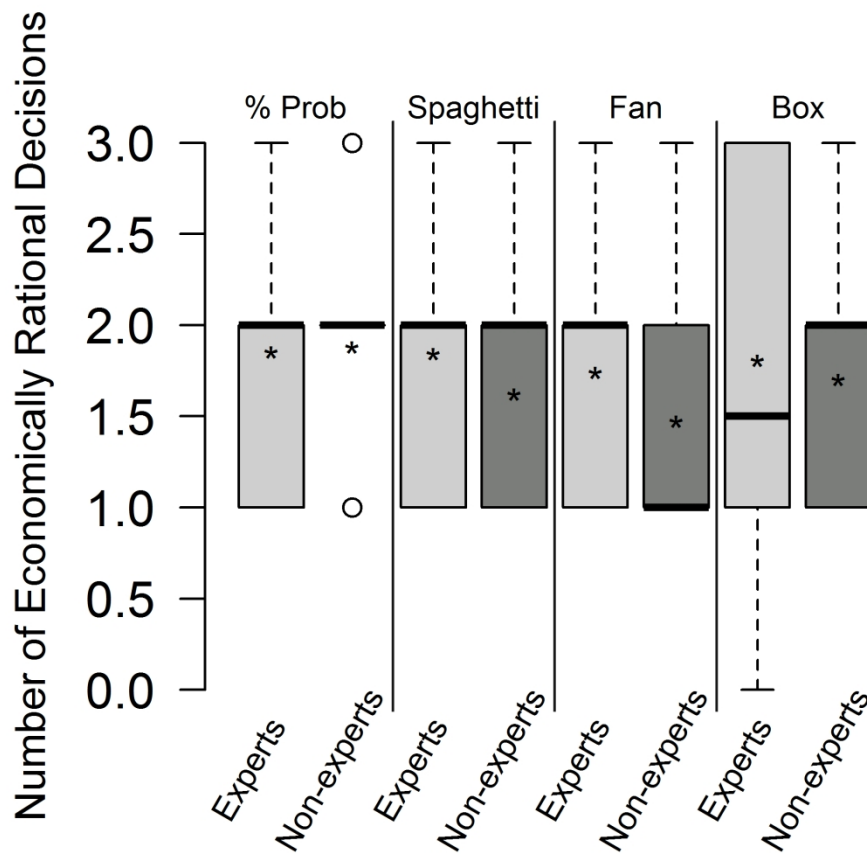 Number of Economically Rational Decisions
% Prob
Spaghetti
Fan
Box
3.0
2.5
2.0
1.5
1.0
0.5
0.0
Experts
Non-experts
Experts
Non-experts
Experts
Non-experts
Experts
Non-experts